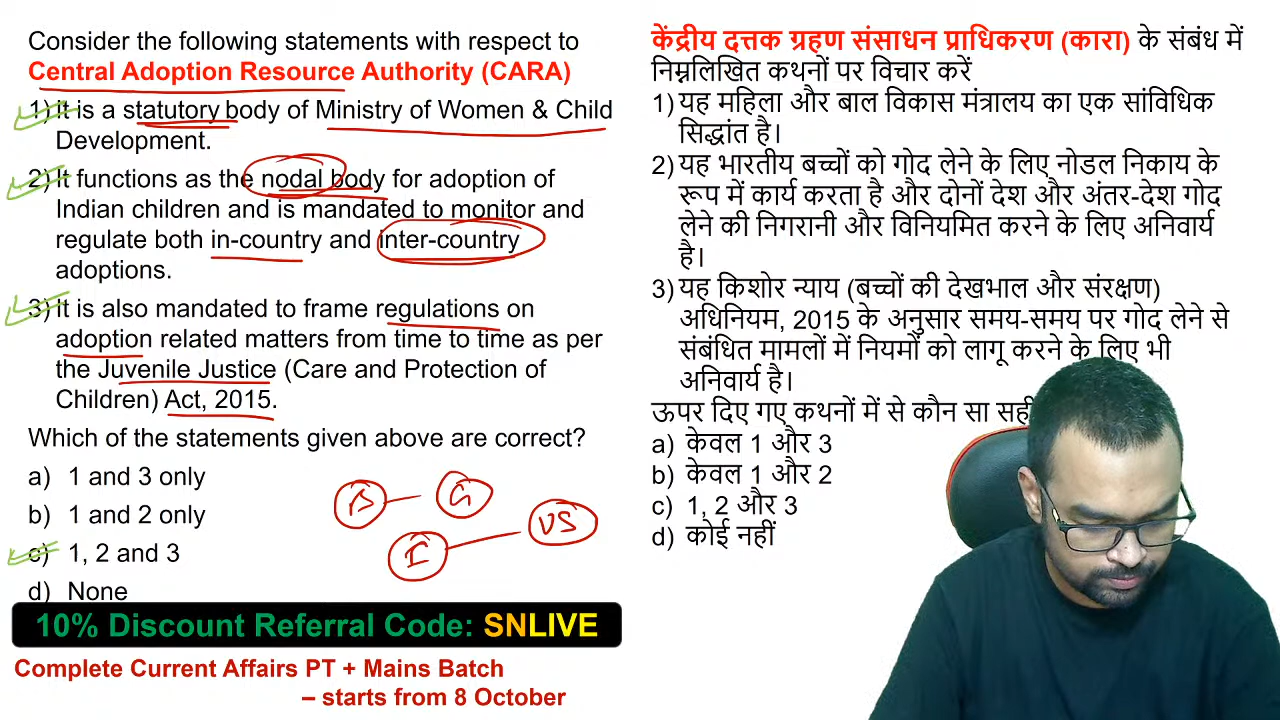 Consider the following statements with respect to
Central Adoption Resource Authority (CARA)
1) It is a statutory body of Ministry of Women & Child
Development.
2) It functions as the nodal body for adoption of
Indian children and is mandated to monitor and
regulate both in-country and inter-country
adoptions.
3) It is also mandated to frame regulations on
adoption related matters from time to time as per
the Juvenile Justice (Care and Protection of
Children) Act, 2015.
Which of the statements given above are correct?
a) 1 and 3 only
b) 1 and 2 only
c) 1, 2 and 3
d) None
B G
I US
10% Discount Referral Code: SNLIVE
Complete Current Affairs PT + Mains Batch
– starts from 8 October
केंद्रीय दत्तक ग्रहण संसाधन प्राधिकरण (कारा) के संबंध में
निम्नलिखित कथनों पर विचार करें
1) यह महिला और बाल विकास मंत्रालय का एक सांविधिक
सिद्धांत है।
2) यह भारतीय बच्चों को गोद लेने के लिए नोडल निकाय के
रूप में कार्य करता है और दोनों देश और अंतर-देश गोद
लेने की निगरानी और विनियमित करने के लिए अनिवार्य
है।
3) यह किशोर न्याय (बच्चों की देखभाल और संरक्षण)
अधिनियम, 2015 के अनुसार समय-समय पर गोद लेने से
संबंधित मामलों में नियमों को लागू करने के लिए भी
अनिवार्य है।
ऊपर दिए गए कथनों में से कौन सा सही
a) केवल 1 और 3
b) केवल 1 और 2
c) 1, 2 और 3
d) कोई नहीं